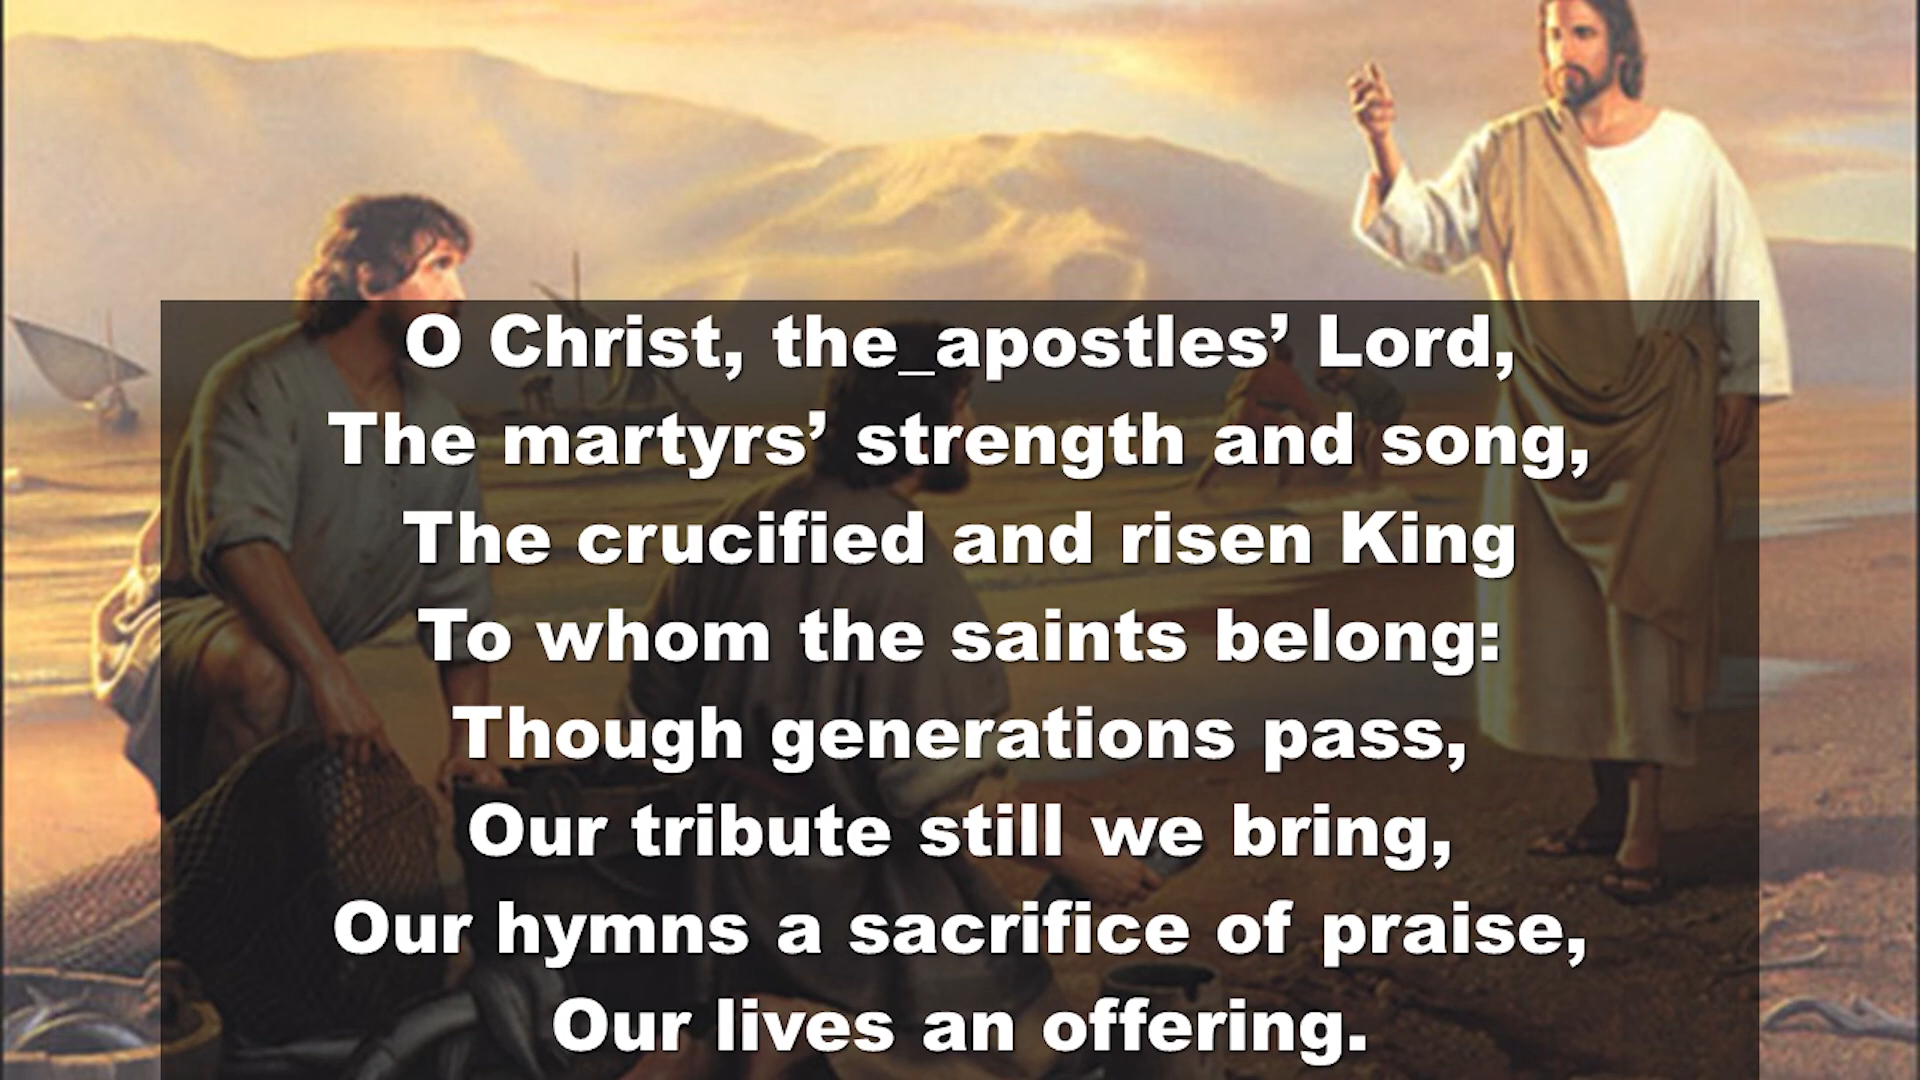 O Christ, the_apostles’ Lord,
The martyrs’ strength and song,
The crucified and risen King
To whom the saints belong:
Though generations pass,
Our tribute still we bring,
Our hymns a sacrifice of praise,
Our lives an offering.